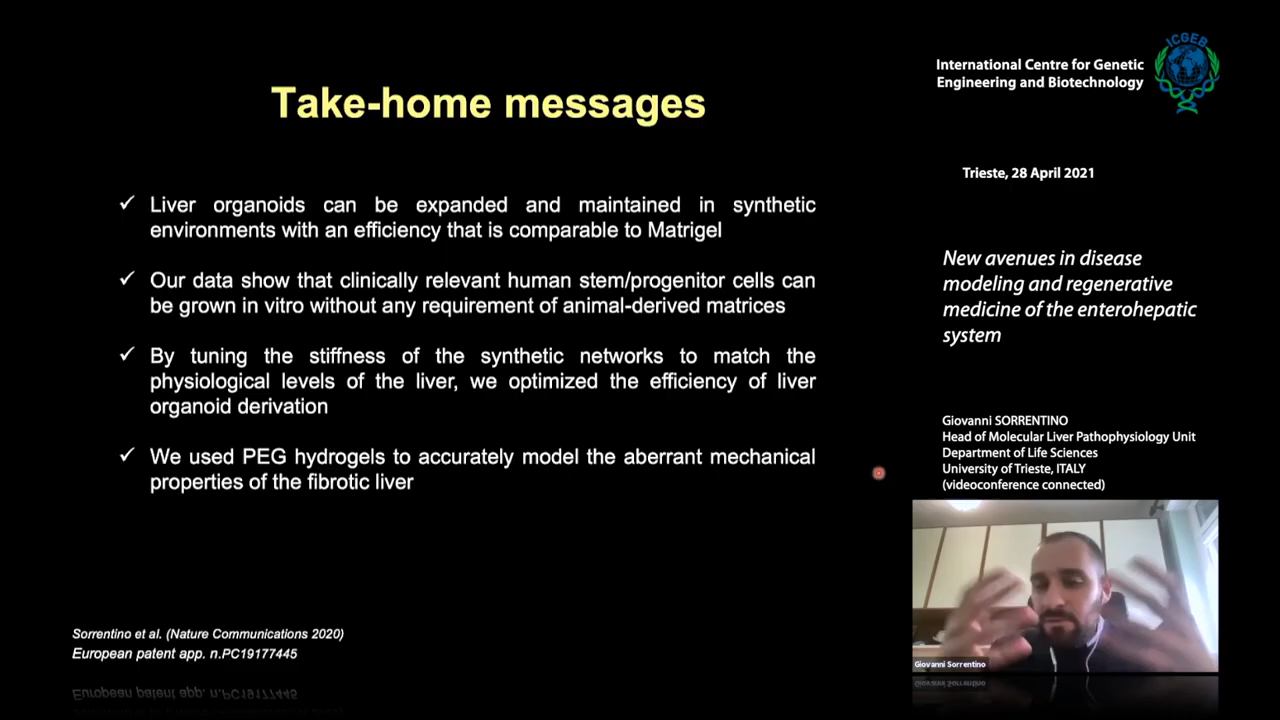 Take-home messages
✓ Liver organoids can be expanded and maintained in synthetic
environments with an efficiency that is comparable to Matrigel
✓ Our data show that clinically relevant human stem/progenitor cells can
be grown in vitro without any requirement of animal-derived matrices
✓ By tuning the stiffness of the synthetic networks to match the
physiological levels of the liver, we optimized the efficiency of liver
organoid derivation
✓ We used PEG hydrogels to accurately model the aberrant mechanical
properties of the fibrotic liver
Sorrentino et al. (Nature Communications 2020)
European patent app. n.PC19177445
International Centre for Genetic
Engineering and Biotechnology
ICGEB
Trieste, 28 April 2021
New avenues in disease
modeling and regenerative
medicine of the enterohepatic
system
Giovanni SORRENTINO
Head of Molecular Liver Pathophysiology Unit
Department of Life Sciences
University of Trieste, ITALY
(videoconference connected)
Giovanni Sorrentino